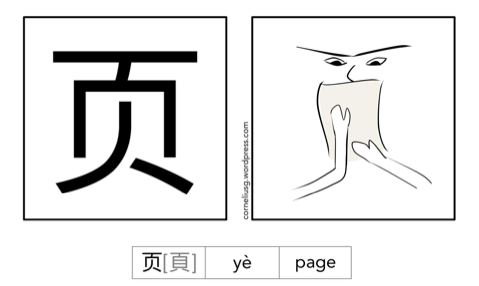 页
corneliusg.wordpress.com
页[頁] yè page